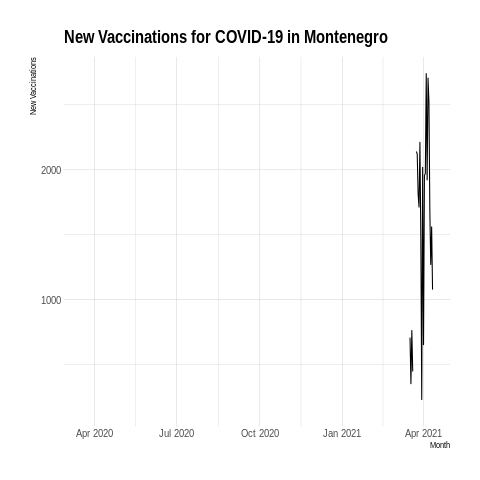 New Vaccinations for COVID-19 in Montenegro
New Vaccinations
2000
1000
Apr 2020
Jul 2020
Oct 2020
Jan 2021
Apr 2021
Month